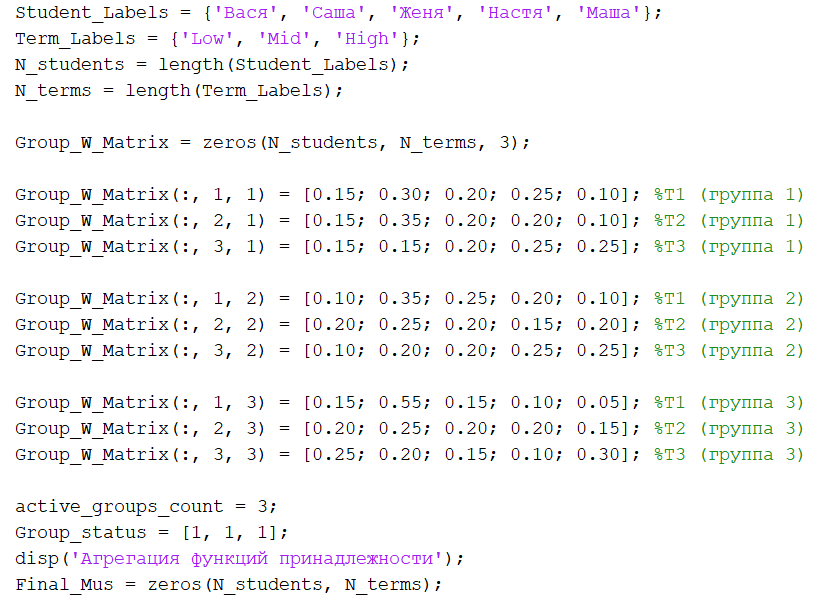 Student_Labels = {'Вася', 'Саша', 'Женя', 'Настя', 'Маша'};
Term_Labels = {'Low', 'Mid', 'High'};
N_students = length(Student_Labels);
N_terms = length(Term_Labels);
Group_W_Matrix = zeros(N_students, N_terms, 3);
Group_W_Matrix(:, 1, 1) = [0.15; 0.30; 0.20; 0.25; 0.10]; %T1 (группа 1)
Group_W_Matrix(:, 2, 1) = [0.15; 0.35; 0.20; 0.20; 0.10]; %T2 (группа 1)
Group_W_Matrix(:, 3, 1) = [0.15; 0.15; 0.20; 0.25; 0.25]; %T3 (группа 1)
Group_W_Matrix(:, 1, 2) = [0.10; 0.35; 0.25; 0.20; 0.10]; %T1 (группа 2)
Group_W_Matrix(:, 2, 2) = [0.20; 0.25; 0.20; 0.15; 0.20]; %T2 (группа 2)
Group_W_Matrix(:, 3, 2) = [0.10; 0.20; 0.20; 0.25; 0.25]; %T3 (группа 2)
Group_W_Matrix(:, 1, 3) = [0.15; 0.55; 0.15; 0.10; 0.05]; %T1 (группа 3)
Group_W_Matrix(:, 2, 3) = [0.20; 0.25; 0.20; 0.20; 0.15]; %T2 (группа 3)
Group_W_Matrix(:, 3, 3) = [0.25; 0.20; 0.15; 0.10; 0.30]; %T3 (группа 3)
active_groups_count = 3;
Group_status = [1, 1, 1];
disp('Агрегация функций принадлежности');
Final_Mus = zeros(N_students, N_terms);